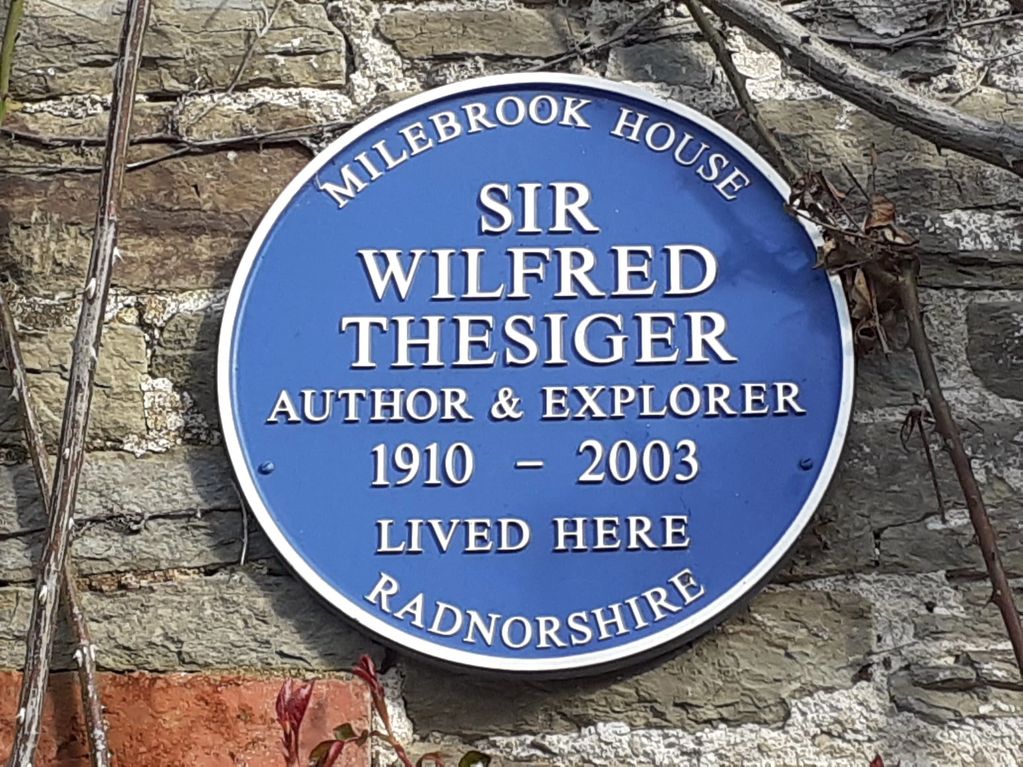 MILEBROOK HOUSE
SIR
WILFRED
THESIGER
AUTHOR & EXPLORER
1910 – 2003
LIVED HERE
RADNORSHIRE